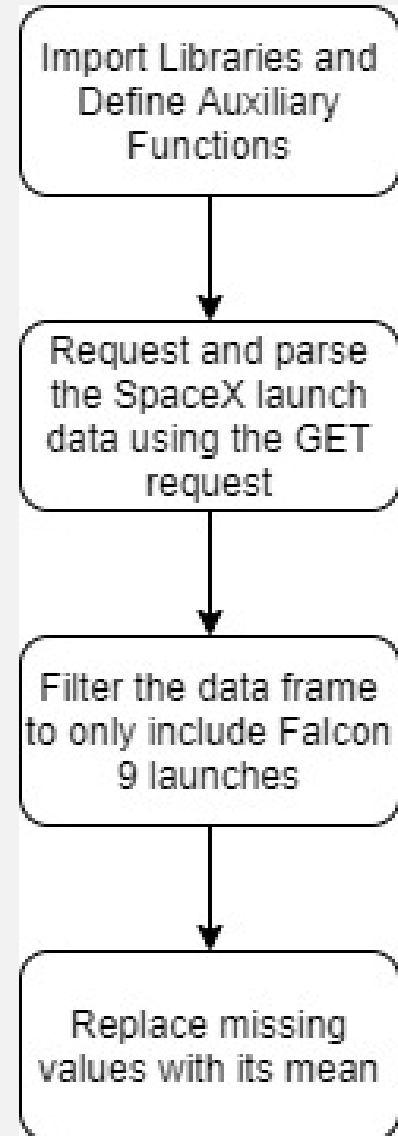 Import Libraries and
Define Auxiliary
Functions
Request and parse
the SpaceX launch
data using the GET
request
Filter the data frame
to only include Falcon
9 launches
Replace missing
values with its mean